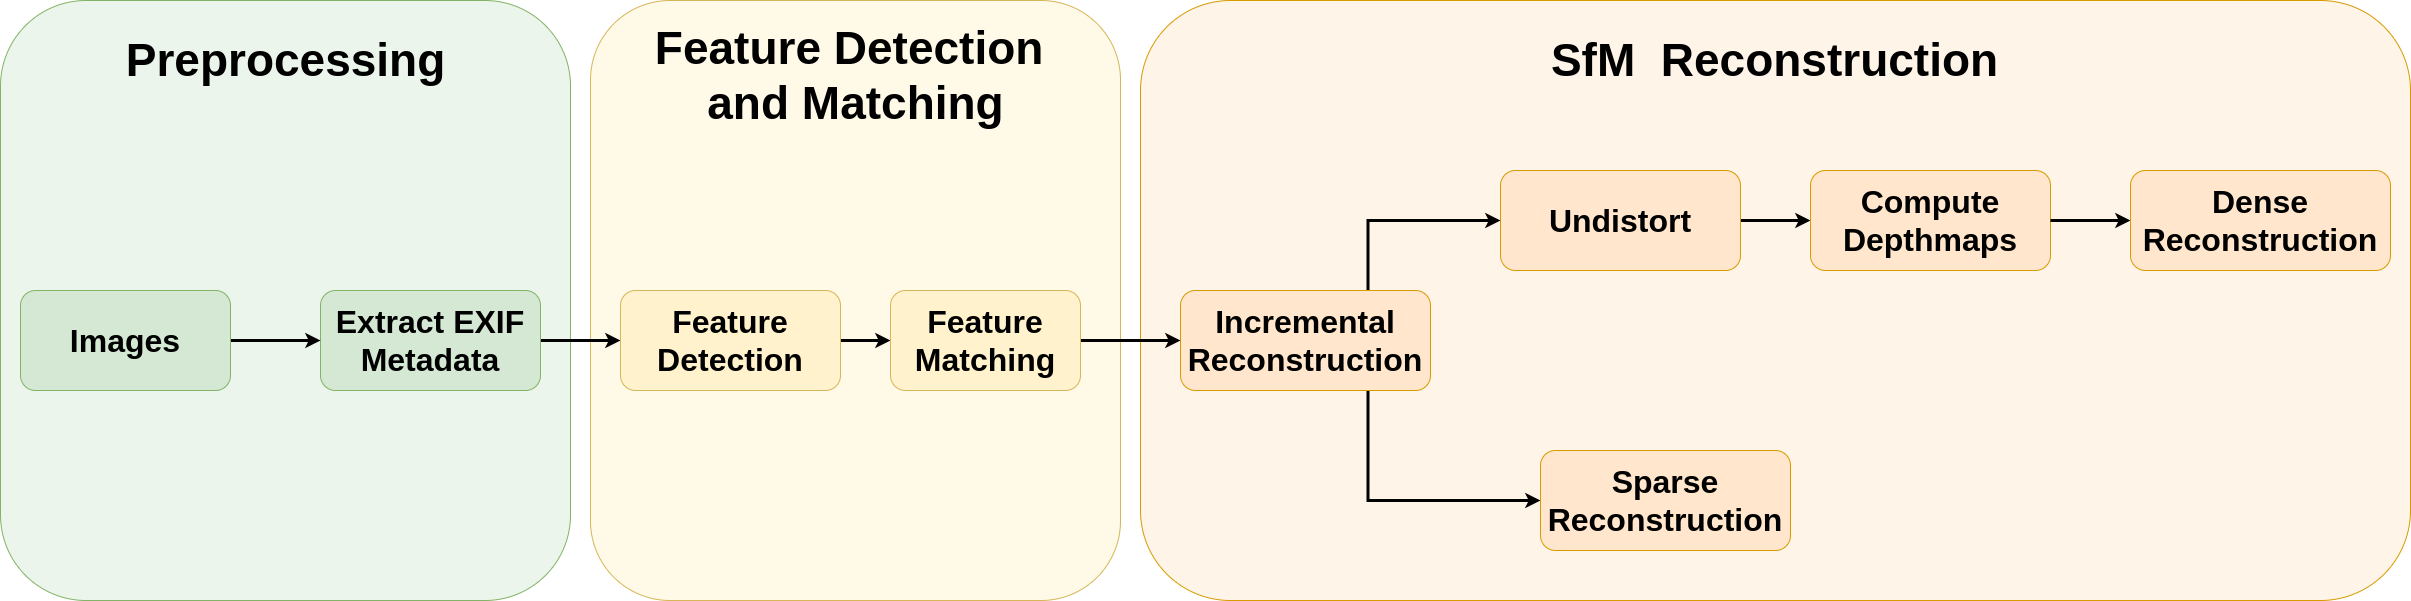 Preprocessing
Feature Detection
and Matching
SfM  Reconstruction
Images
Extract EXIF
Metadata
Feature
Detection
Feature
Matching
Incremental
Reconstruction
Undistort
Compute
Depthmaps
Dense
Reconstruction
Sparse
Reconstruction